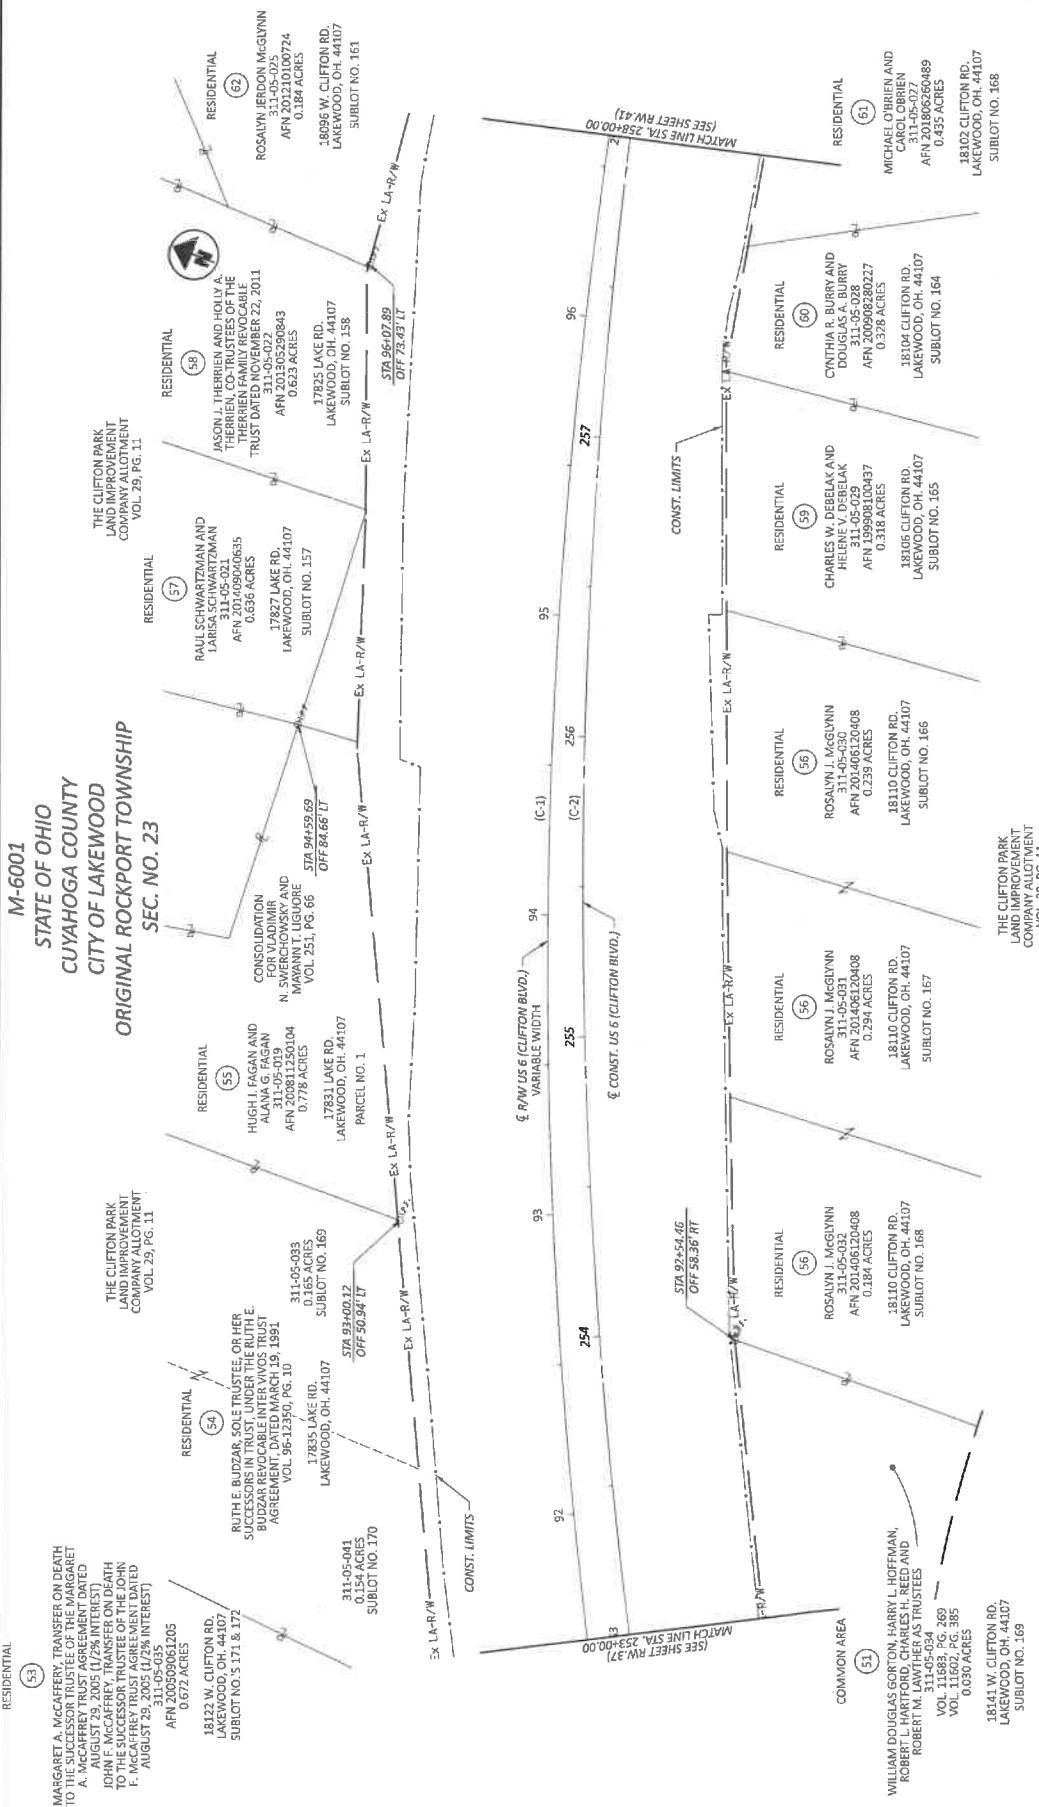 M-6001
STATE OF OHIO
CUYAHOGA COUNTY
CITY OF LAKEWOOD
ORIGINAL ROCKPORT TOWNSHIP
SEC. NO. 23
RESIDENTIAL
53
MARGARET A. McCAFFERY, TRANSFER ON DEATH
TO THE SUCCESSOR TRUSTEE OF THE MARGARET
A. McCAFFREY TRUST AGREEMENT DATED
AUGUST 29, 2005 (1/2% INTEREST)
JOHN F. McCAFFREY, TRANSFER ON DEATH
TO THE SUCCESSOR TRUSTEE OF THE JOHN
F. McCAFFREY TRUST AGREEMENT DATED
AUGUST 29, 2005 (1/2% INTEREST)
311-05-035
AFN 200509061205
0.672 ACRES
18122 W. CLIFTON RD.
LAKEWOOD, OH. 44107
SUBLOT NO.'S 171 & 172
THE CLIFTON PARK
LAND IMPROVEMENT
COMPANY ALLOTMENT
VOL. 29, PG. 11
RESIDENTIAL
54
RUTH E. BUDZAR, SOLE TRUSTEE, OR HER
SUCCESSORS IN TRUST, UNDER THE RUTH E.
BUDZAR REVOCABLE INTER VIVOS TRUST
AGREEMENT, DATED MARCH 19, 1991
VOL. 96-12350, PG. 10
17835 LAKE RD.
LAKEWOOD, OH. 44107
311-05-041
0.154 ACRES
SUBLOT NO. 170
311-05-033
0.165 ACRES
SUBLOT NO. 169
STA 93+00.12
OFF 50.94' LT
RESIDENTIAL
55
HUGH J. FAGAN AND
ALANA G. FAGAN
311-05-019
AFN 200811250104
0.778 ACRES
17831 LAKE RD.
LAKEWOOD, OH. 44107
PARCEL NO. 1
CONSOLIDATION
FOR VLADIMIR
N. SWERCHOWSKY AND
MAYANN T. LIGUORE
VOL. 251, PG. 66
STA 94+59.69
OFF 84.66' LT
RESIDENTIAL
57
RAUL SCHWARTZMAN AND
LARISA SCHWARTZMAN
311-05-021
AFN 201409040635
0.636 ACRES
17827 LAKE RD.
LAKEWOOD, OH. 44107
SUBLOT NO. 157
THE CLIFTON PARK
LAND IMPROVEMENT
COMPANY ALLOTMENT
VOL. 29, PG. 11
RESIDENTIAL
58
JASON J. THERRIEN AND HOLLY A.
THERRIEN, CO-TRUSTEES OF THE
THERRIEN FAMILY REVOCABLE
TRUST DATED NOVEMBER 22, 2011
311-05-022
AFN 201305290843
0.623 ACRES
17825 LAKE RD.
LAKEWOOD, OH. 44107
SUBLOT NO. 158
N
STA 96+07.89
OFF 73.43' LT
RESIDENTIAL
62
ROSALYN JERDON McGLYNN
311-05-025
AFN 201210100724
0.184 ACRES
18096 W. CLIFTON RD.
LAKEWOOD, OH. 44107
SUBLOT NO. 161
Ex LA-R/W
Ex LA-R/W
Ex LA-R/W
Ex LA-R/W
Ex LA-R/W
Ex LA-R/W
Ex LA-R/W
CONST. LIMITS
MATCH LINE STA. 253+00.00
(SEE SHEET RW.37)
MATCH LINE STA. 258+00.00
(SEE SHEET RW.41)
92
93
94
95
96
254
255
256
257
(C-1)
(C-2)
℄ R/W US 6 (CLIFTON BLVD.)
VARIABLE WIDTH
℄ CONST. US 6 (CLIFTON BLVD.)
STA 92+54.46
OFF 58.36' RT
CONST. LIMITS
Ex LA-R/W
Ex LA-R/W
Ex LA-R/W
Ex LA-R/W
COMMON AREA
51
WILLIAM DOUGLAS GORTON, HARRY L. HOFFMAN,
ROBERT L. HARTFORD, CHARLES H. REED AND
ROBERT M. LAWTHER AS TRUSTEES
311-05-034
VOL. 11683, PG. 269
VOL. 11602, PG. 385
0.030 ACRES
18141 W. CLIFTON RD.
LAKEWOOD, OH. 44107
SUBLOT NO. 169
RESIDENTIAL
56
ROSALYN J. McGLYNN
311-05-032
AFN 201406120408
0.184 ACRES
18110 CLIFTON RD.
LAKEWOOD, OH. 44107
SUBLOT NO. 168
RESIDENTIAL
56
ROSALYN J. McGLYNN
311-05-031
AFN 201406120408
0.294 ACRES
18110 CLIFTON RD.
LAKEWOOD, OH. 44107
SUBLOT NO. 167
RESIDENTIAL
56
ROSALYN J. McGLYNN
311-05-030
AFN 201406120408
0.239 ACRES
18110 CLIFTON RD.
LAKEWOOD, OH. 44107
SUBLOT NO. 166
THE CLIFTON PARK
LAND IMPROVEMENT
COMPANY ALLOTMENT
RESIDENTIAL
59
CHARLES W. DEBELAK AND
HELENE V. DEBELAK
311-05-029
AFN 199908100437
0.318 ACRES
18106 CLIFTON RD.
LAKEWOOD, OH. 44107
SUBLOT NO. 165
RESIDENTIAL
60
CYNTHIA R. BURRY AND
DOUGLAS A. BURRY
311-05-028
AFN 200908280227
0.328 ACRES
18104 CLIFTON RD.
LAKEWOOD, OH. 44107
SUBLOT NO. 164
RESIDENTIAL
61
MICHAEL O'BRIEN AND
CAROL OBRIEN
311-05-027
AFN 201806260489
0.435 ACRES
18102 CLIFTON RD.
LAKEWOOD, OH. 44107
SUBLOT NO. 168